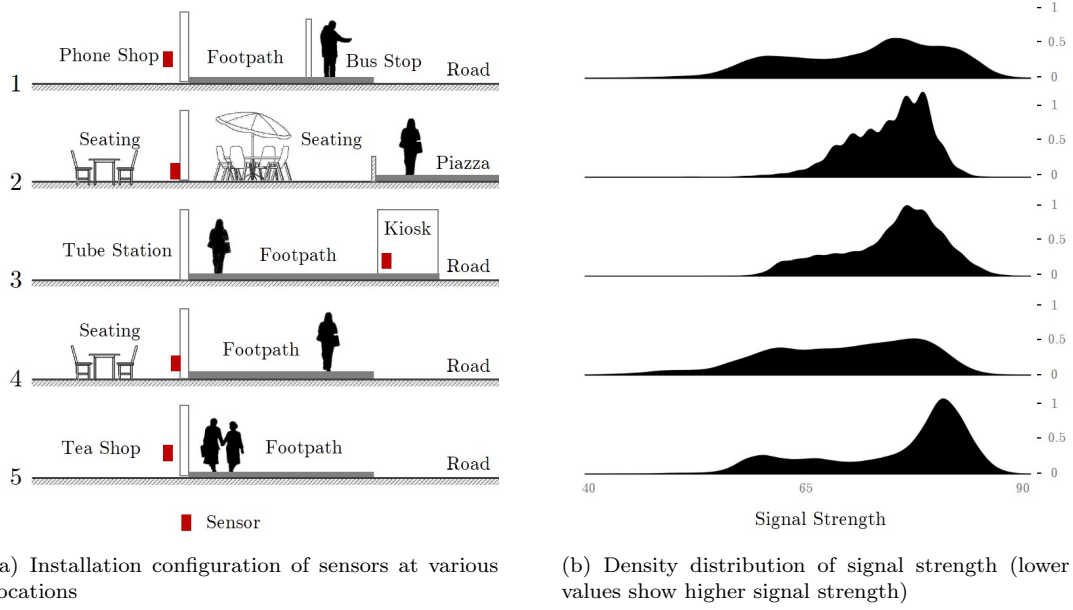 Phone Shop
Footpath
Bus Stop
Road
1
Seating
Seating
Piazza
2
Tube Station
Footpath
Kiosk
Road
3
Seating
Footpath
Road
4
Tea Shop
Footpath
Road
5
Sensor
a) Installation configuration of sensors at various
ocations
1
0.5
0
1
0.5
0
1
0.5
0
1
0.5
0
1
0.5
0
40
65
90
Signal Strength
(b) Density distribution of signal strength (lower
values show higher signal strength)